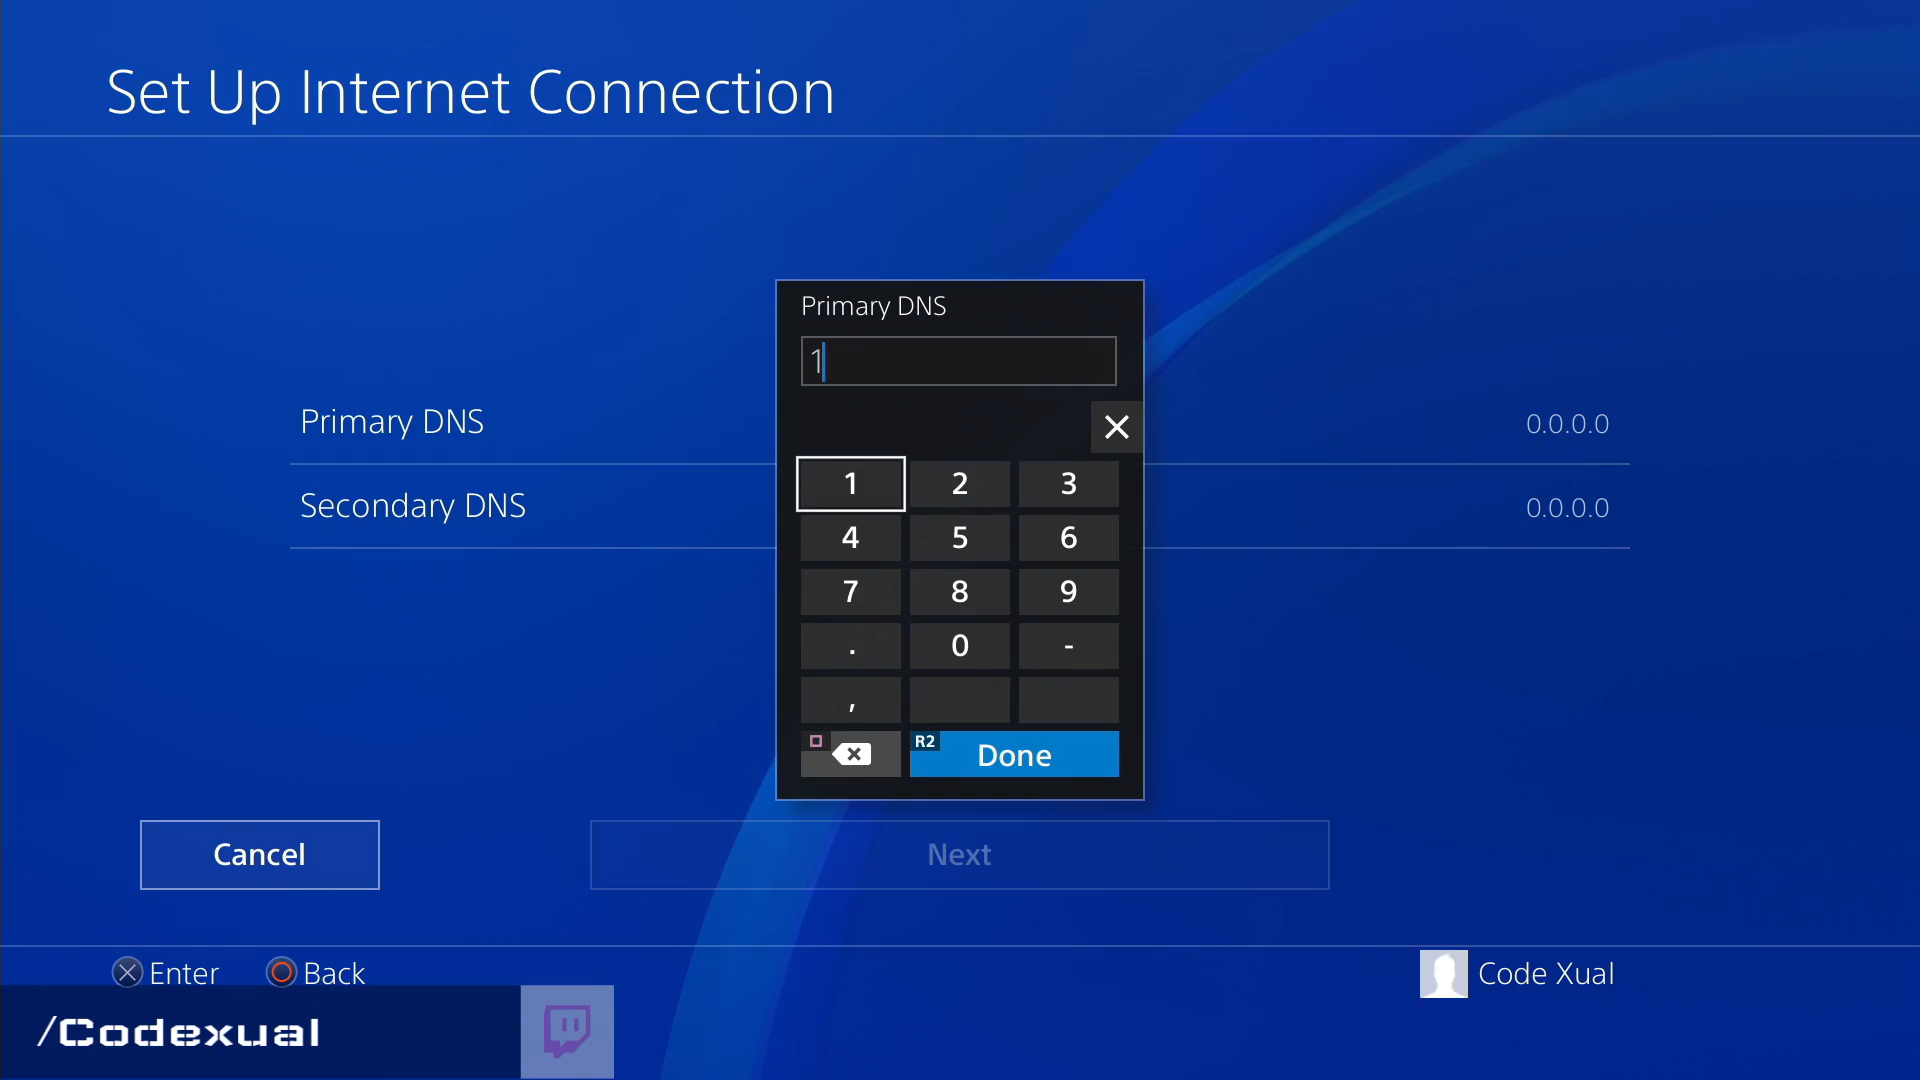 Set Up Internet Connection
Primary DNS
1
Primary DNS
0.0.0.0
Secondary DNS
0.0.0.0
1 2 3
4 5 6
7 8 9
. 0 -
,
R2 Done
Cancel
Next
Enter
Back
Code Xual
/Codexual